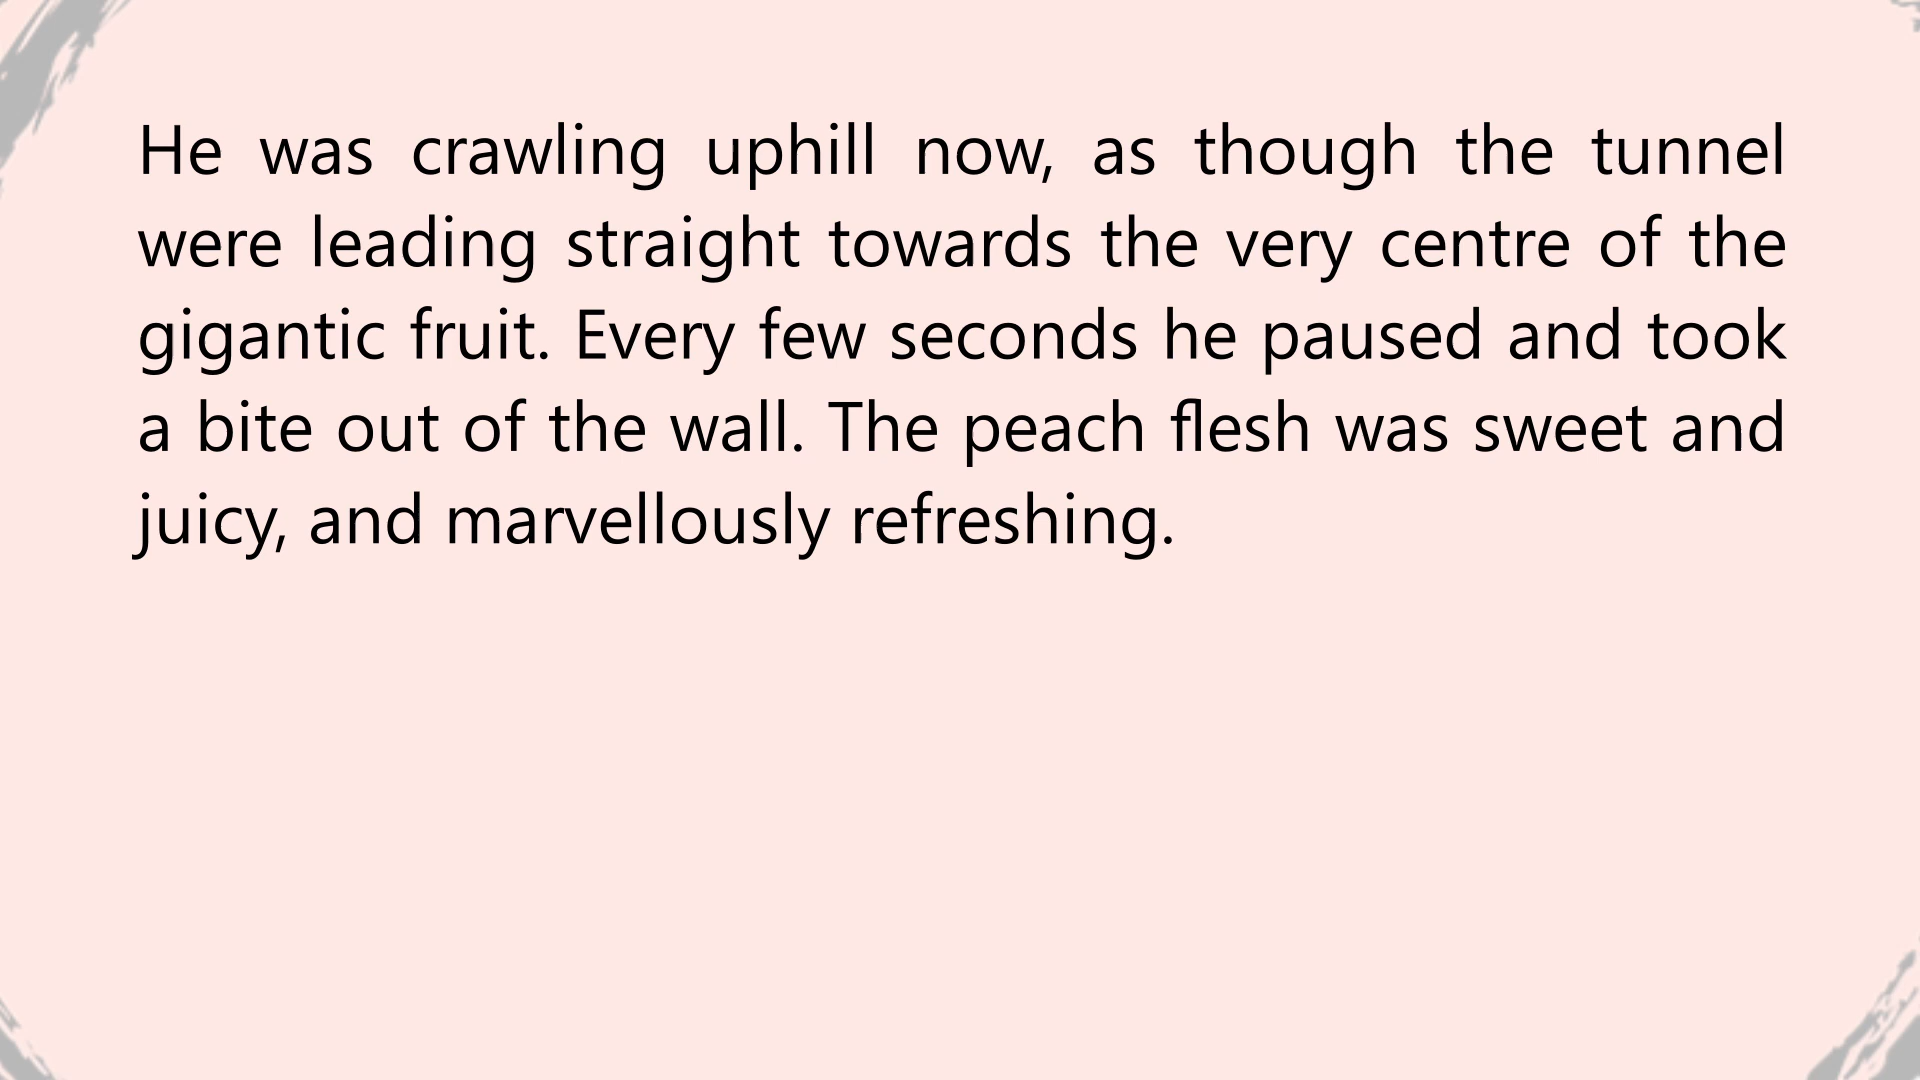 He was crawling uphill now, as though the tunnel
were leading straight towards the very centre of the
gigantic fruit. Every few seconds he paused and took
a bite out of the wall. The peach flesh was sweet and
juicy, and marvellously refreshing.